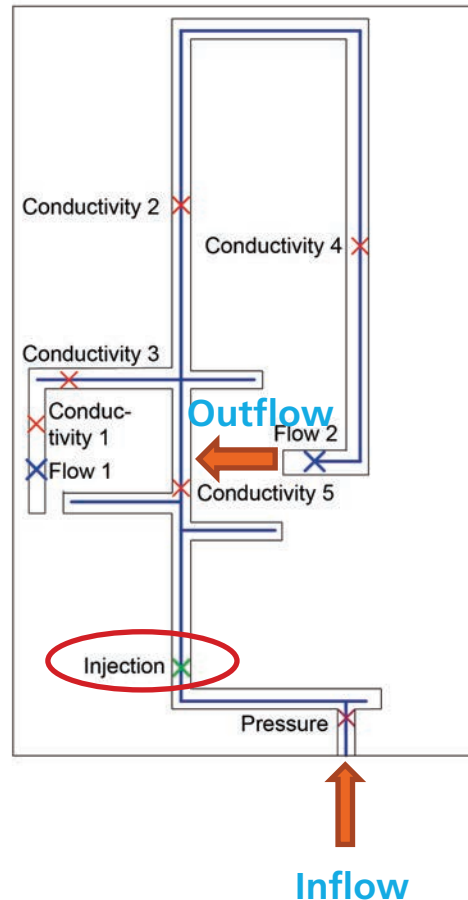 Conductivity 2
Conductivity 4
Conductivity 3
Conduc-
tivity 1
Outflow
Flow 2
Flow 1
Conductivity 5
Injection
Pressure
Inflow